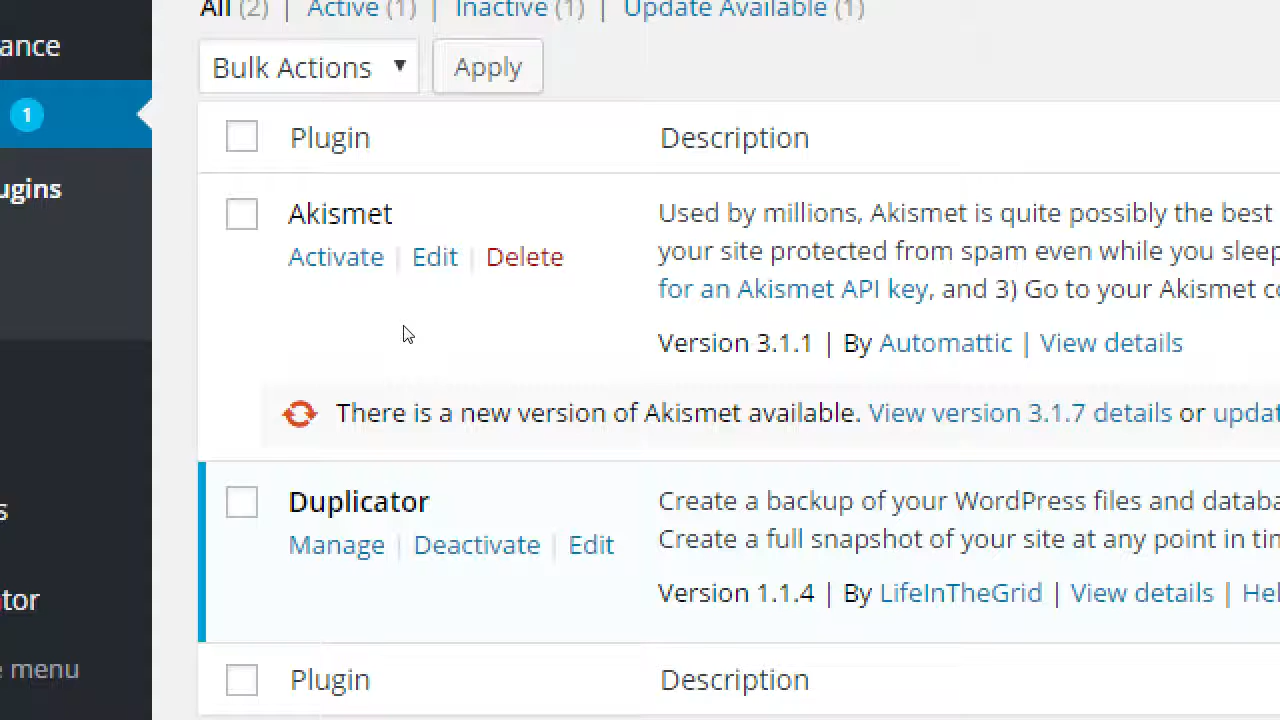 All (2) | Active (1) | Inactive (1) | Update Available (1)
ance
Bulk Actions Apply
1
Plugin Description
ugins
Akismet Used by millions, Akismet is quite possibly the best
Activate | Edit | Delete your site protected from spam even while you sleep
for an Akismet API key, and 3) Go to your Akismet co
Version 3.1.1 | By Automattic | View details
There is a new version of Akismet available. View version 3.1.7 details or updat
Duplicator Create a backup of your WordPress files and databa
s
Manage | Deactivate | Edit Create a full snapshot of your site at any point in tim
Version 1.1.4 | By LifeInTheGrid | View details | Hel
tor
e menu
Plugin Description